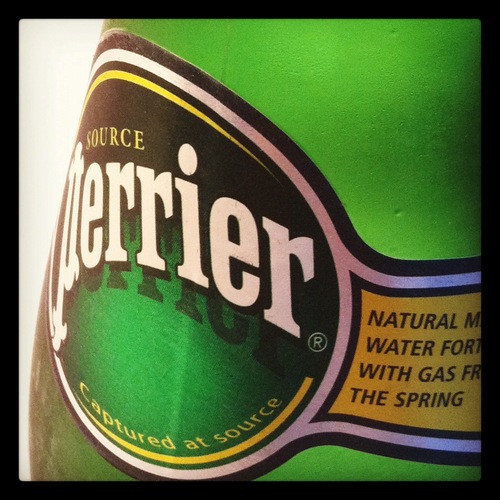 SOURCE
Perrier
®
Captured at source
NATURAL M
WATER FORT
WITH GAS FR
THE SPRING